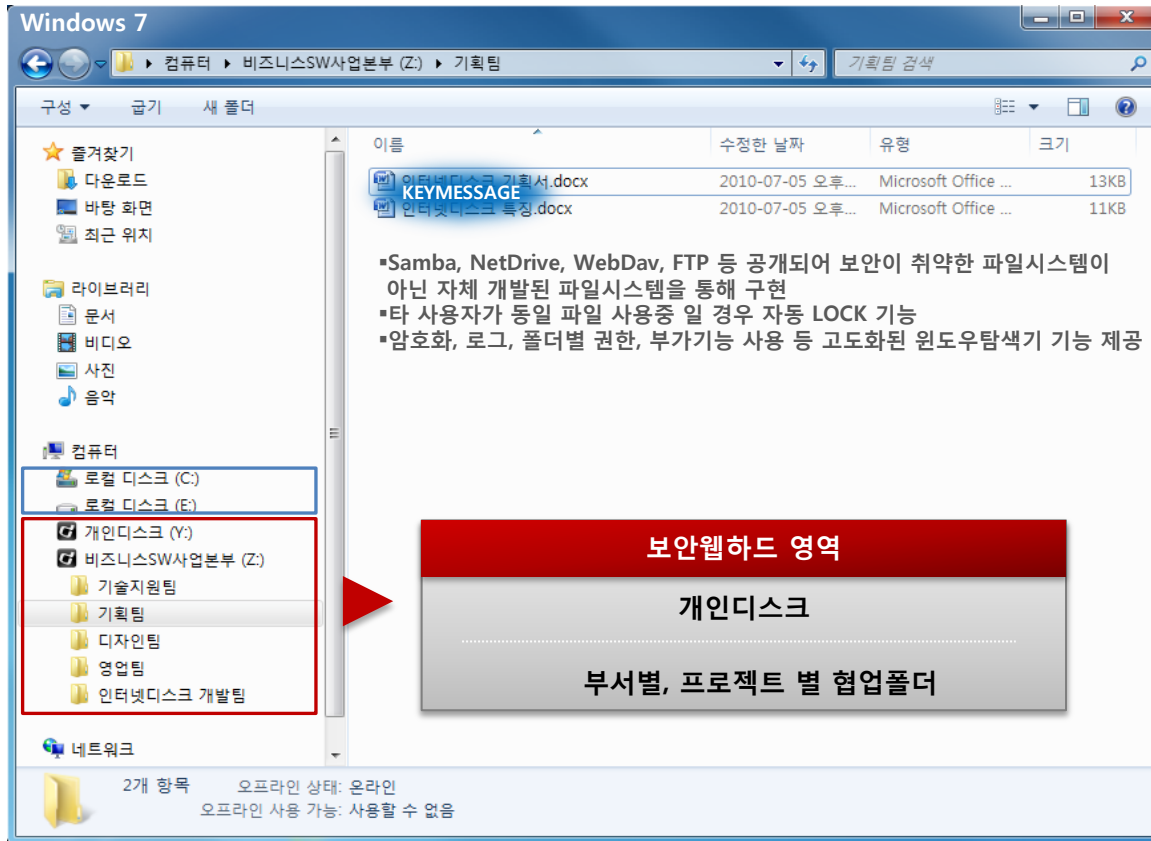 Windows 7
컴퓨터 ▸ 비즈니스SW사업본부 (Z:) ▸ 기획팀
기획팀 검색
구성 굽기 새 폴더
즐겨찾기
다운로드
바탕 화면
최근 위치
라이브러리
문서
비디오
사진
음악
컴퓨터
로컬 디스크 (C:)
로컬 디스크 (E:)
개인디스크 (Y:)
비즈니스SW사업본부 (Z:)
기술지원팀
기획팀
디자인팀
영업팀
인터넷디스크 개발팀
네트워크
이름 수정한 날짜 유형 크기
인터넷디스크 기획서.docx 2010-07-05 오후... Microsoft Office ... 13KB
KEYMESSAGE
인터넷디스크 특징.docx 2010-07-05 오후... Microsoft Office ... 11KB
▪Samba, NetDrive, WebDav, FTP 등 공개되어 보안이 취약한 파일시스템이
아닌 자체 개발된 파일시스템을 통해 구현
▪타 사용자가 동일 파일 사용중 일 경우 자동 LOCK 기능
▪암호화, 로그, 폴더별 권한, 부가기능 사용 등 고도화된 윈도우탐색기 기능 제공
보안웹하드 영역
개인디스크
부서별, 프로젝트 별 협업폴더
2개 항목 오프라인 상태: 온라인
오프라인 사용 가능: 사용할 수 없음